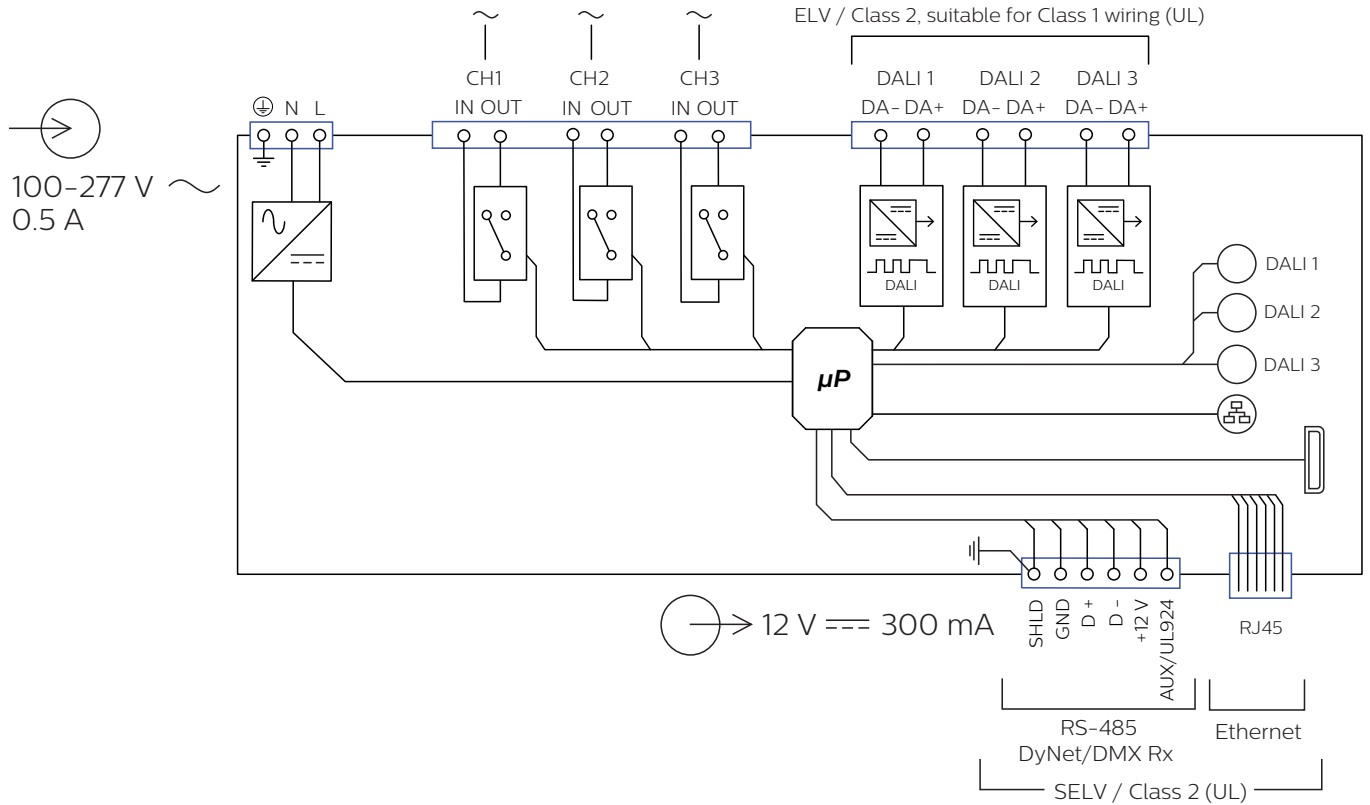 ELV / Class 2, suitable for Class 1 wiring (UL)
CH1 CH2 CH3 DALI 1 DALI 2 DALI 3
N L IN OUT IN OUT IN OUT DA- DA+ DA- DA+ DA- DA+
100-277 V
0.5 A
DALI DALI DALI
DALI 1
DALI 2
DALI 3
µP
12 V 300 mA
SHLD
GND
D +
D -
+12 V
AUX/UL924
RJ45
RS-485
DyNet/DMX Rx
Ethernet
SELV / Class 2 (UL)